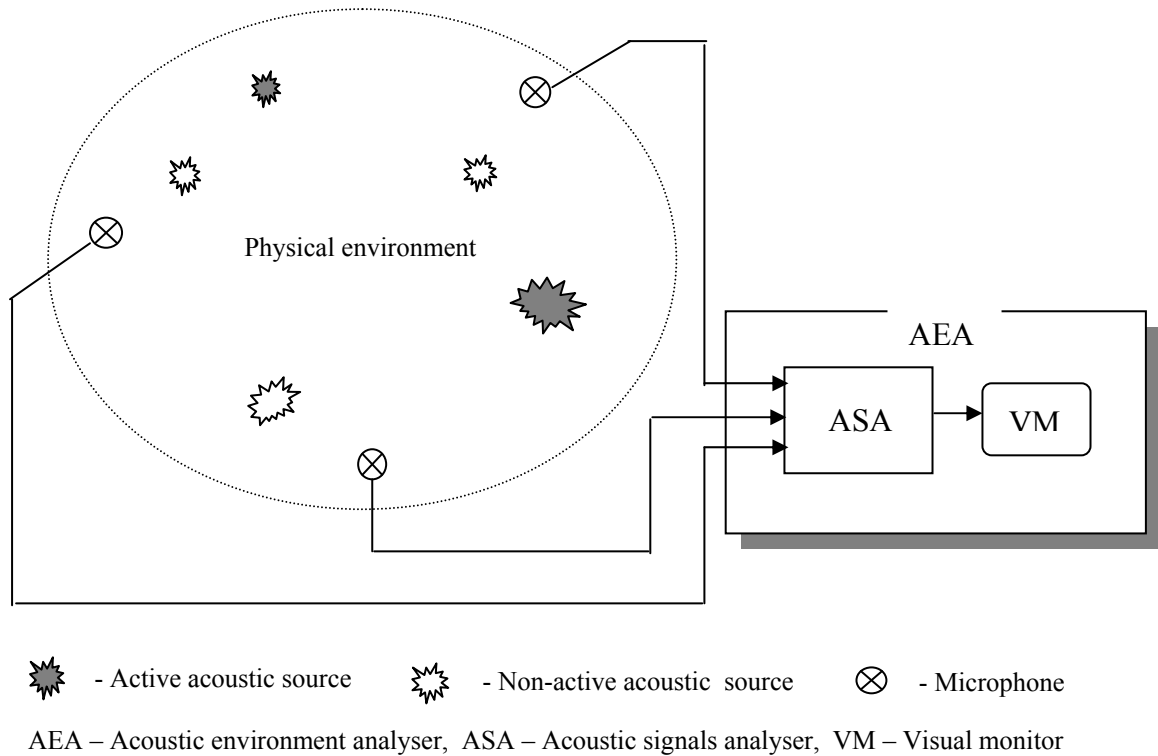 Physical environment
AEA
ASA
VM
- Active acoustic source
- Non-active acoustic source
- Microphone
AEA – Acoustic environment analyser, ASA – Acoustic signals analyser, VM – Visual monitor